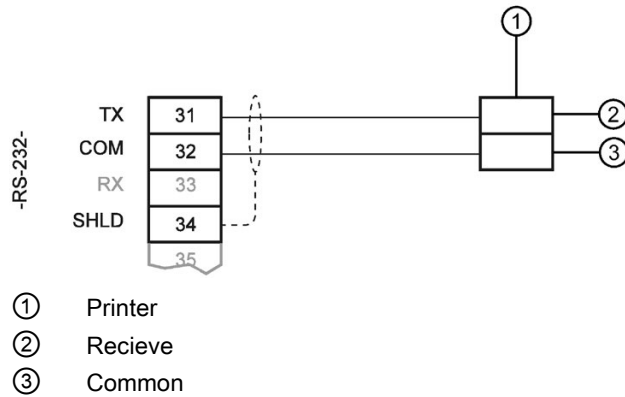 ①
TX 31 ②
COM 32 ③
RX 33
SHLD 34
35
-RS-232-
① Printer
② Recieve
③ Common